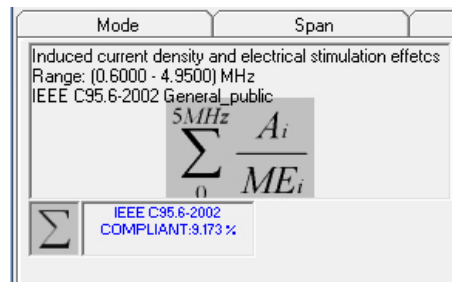 Mode Span
Induced current density and electrical stimulation effetcs
Range: (0.6000 - 4.9500) MHz
IEEE C95.6-2002 General_public
5MHz
∑ Ai
0 MEi
∑ IEEE C95.6-2002
COMPLIANT:9.173 %